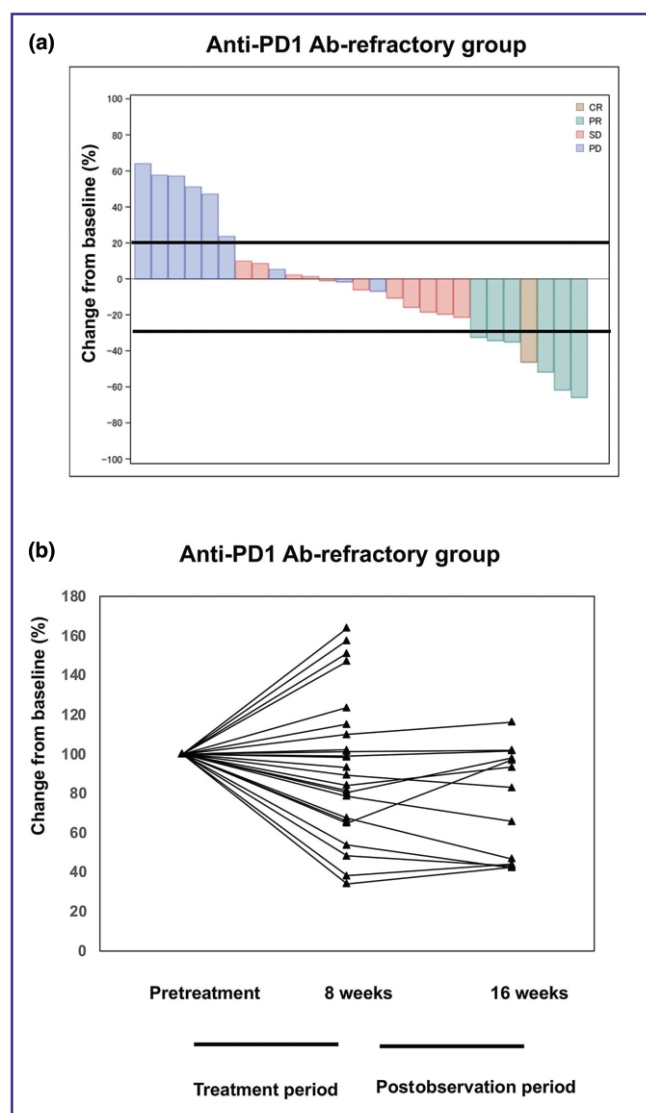 (a)
Anti-PD1 Ab-refractory group
Change from baseline (%)
100
80
60
40
20
0
−20
−40
−60
−80
−100
CR
PR
SD
PD
(b)
Anti-PD1 Ab-refractory group
Change from baseline (%)
180
160
140
120
100
80
60
40
20
0
Pretreatment 8 weeks 16 weeks
Treatment period Postobservation period